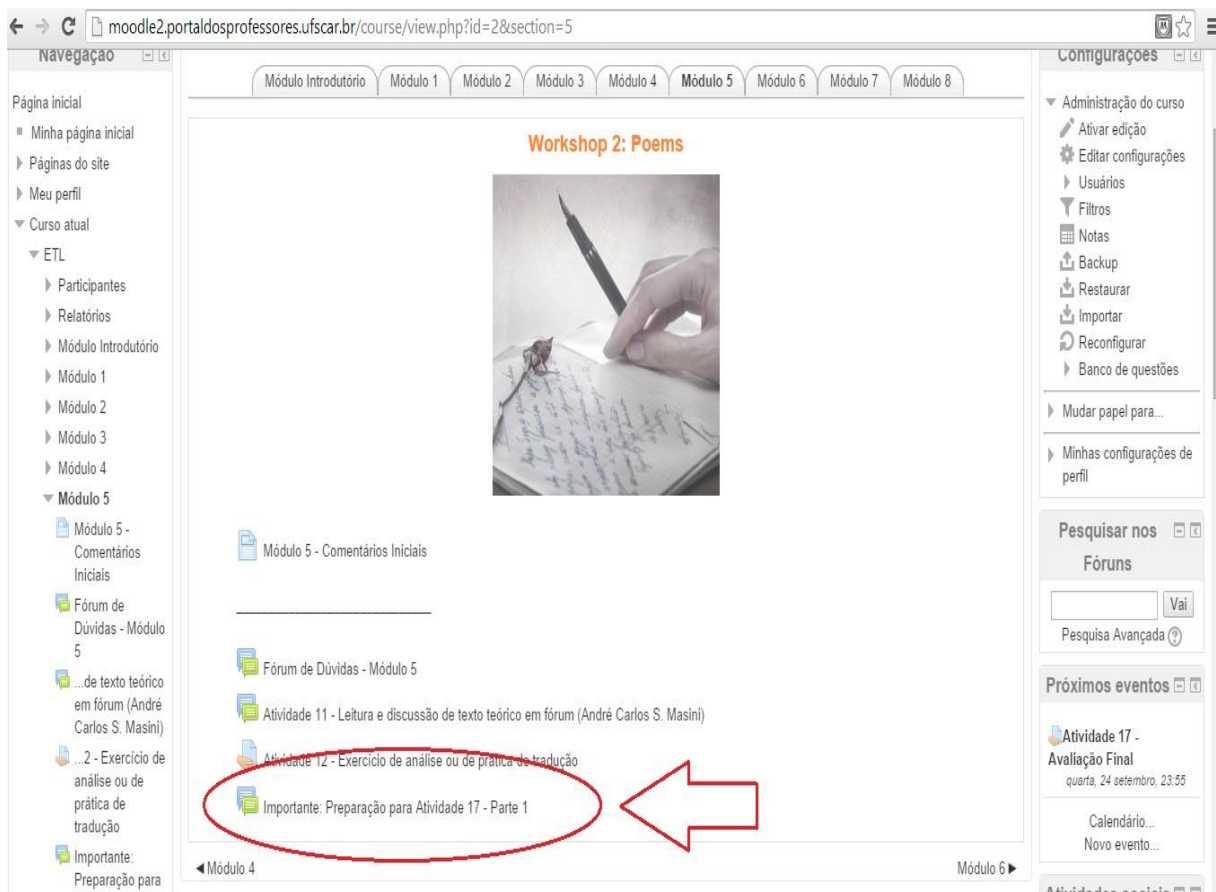 moodle2.portaldosprofessores.ufscar.br/course/view.php?id=2&section=5
Navegação
Página inicial
Minha página inicial
Páginas do site
Meu perfil
Curso atual
ETL
Participantes
Relatórios
Módulo Introdutório
Módulo 1
Módulo 2
Módulo 3
Módulo 4
Módulo 5
Módulo 5 -
Comentários
Iniciais
Fórum de
Dúvidas - Módulo
5
...de texto teórico
em fórum (André
Carlos S. Masini)
...2 - Exercício de
análise ou de
prática de
tradução
Importante:
Preparação para
Módulo Introdutório Módulo 1 Módulo 2 Módulo 3 Módulo 4 Módulo 5 Módulo 6 Módulo 7 Módulo 8
Workshop 2: Poems
Módulo 5 - Comentários Iniciais
Fórum de Dúvidas - Módulo 5
Atividade 11 - Leitura e discussão de texto teórico em fórum (André Carlos S. Masini)
Atividade 12 - Exercício de análise ou de prática de tradução
Importante: Preparação para Atividade 17 - Parte 1
Módulo 4
Módulo 6
Configurações
Administração do curso
Ativar edição
Editar configurações
Usuários
Filtros
Notas
Backup
Restaurar
Importar
Reconfigurar
Banco de questões
Mudar papel para...
Minhas configurações de
perfil
Pesquisar nos
Fóruns
Vai
Pesquisa Avançada
Próximos eventos
Atividade 17 -
Avaliação Final
quarta, 24 setembro, 23:55
Calendário...
Novo evento...
Atividades sociais